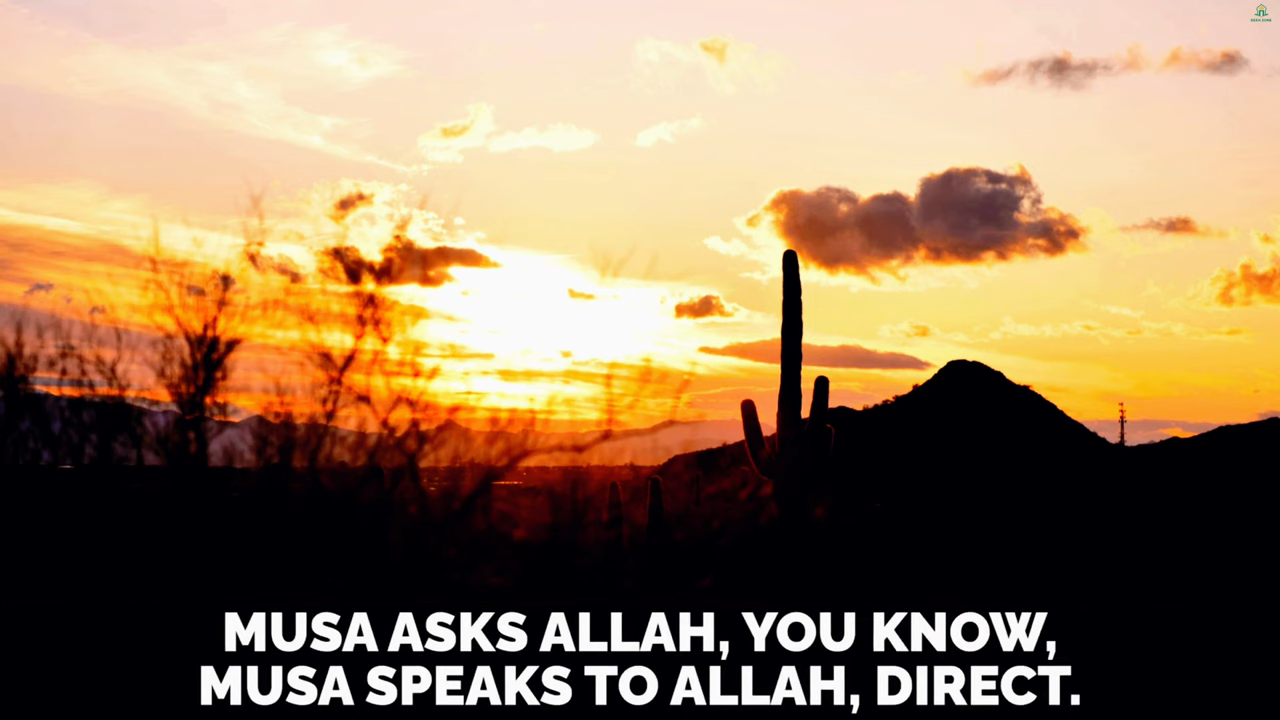 MUSA ASKS ALLAH, YOU KNOW,
MUSA SPEAKS TO ALLAH, DIRECT.